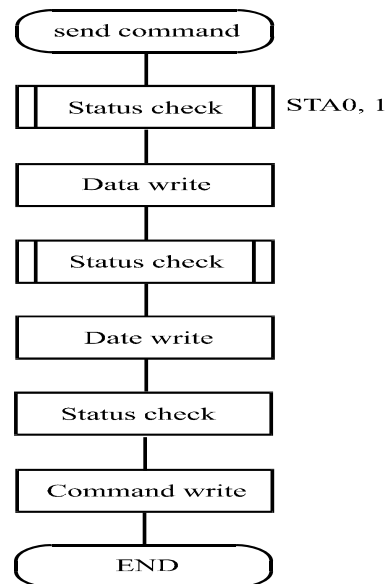 send command
Status check STA0, 1
Data write
Status check
Date write
Status check
Command write
END